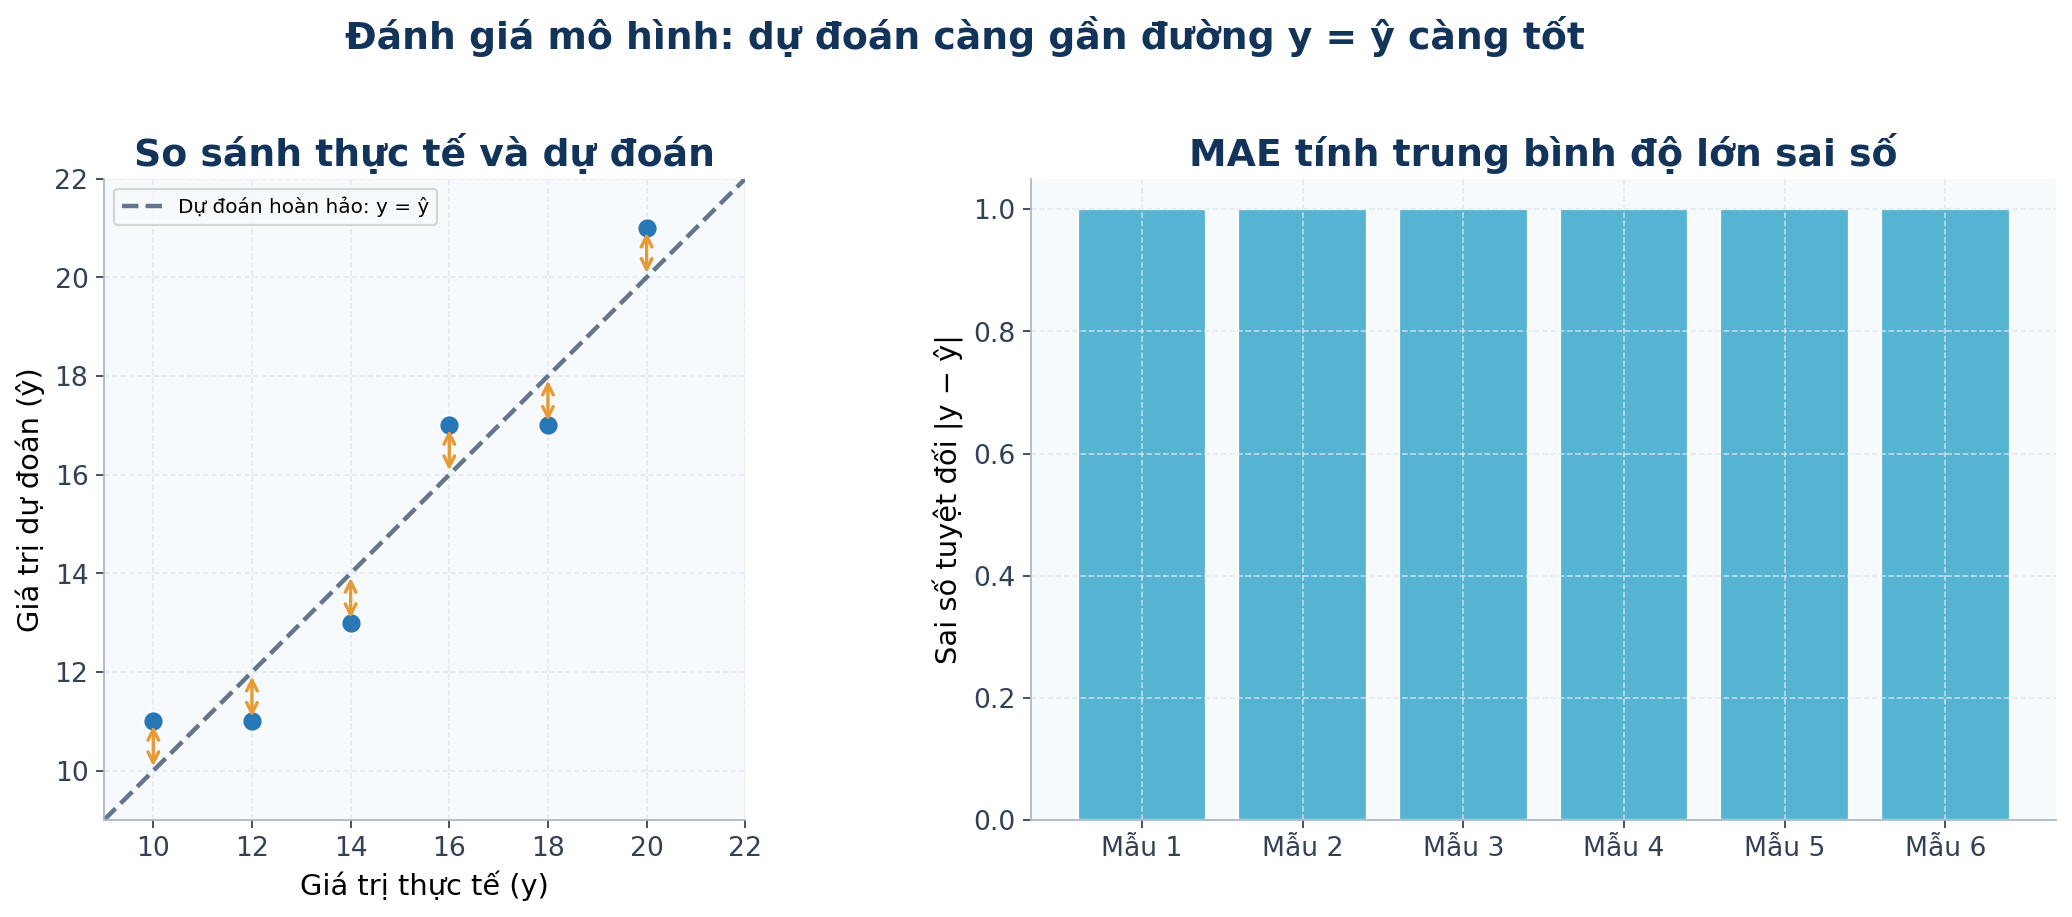 Đánh giá mô hình: dự đoán càng gần đường y = ŷ càng tốt
So sánh thực tế và dự đoán
Dự đoán hoàn hảo: y = ŷ
Giá trị dự đoán (ŷ)
22
20
18
16
14
12
10
10 12 14 16 18 20 22
Giá trị thực tế (y)
MAE tính trung bình độ lớn sai số
Sai số tuyệt đối |y − ŷ|
1.0
0.8
0.6
0.4
0.2
0.0
Mẫu 1 Mẫu 2 Mẫu 3 Mẫu 4 Mẫu 5 Mẫu 6